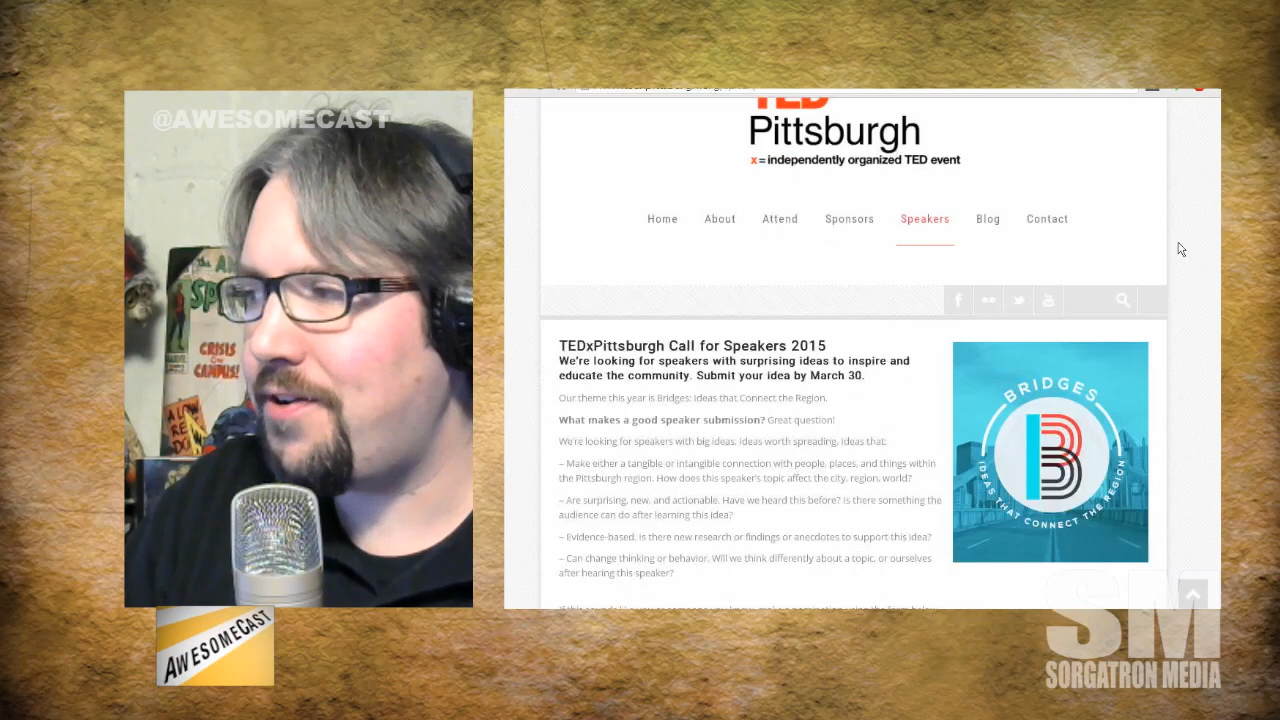 @AWESOMECAST
SP
CRISIS
CAMPUS!
AWESOMECAST
TED
Pittsburgh
x = independently organized TED event
Home About Attend Sponsors Speakers Blog Contact
TEDxPittsburgh Call for Speakers 2015
We're looking for speakers with surprising ideas to inspire and
educate the community. Submit your idea by March 30.
Our theme this year is Bridges: Ideas that Connect the Region.
What makes a good speaker submission? Great question!
We're looking for speakers with big ideas. Ideas worth spreading. Ideas that:
– Make either a tangible or intangible connection with people, places, and things within
the Pittsburgh region. How does this speaker's topic affect the city, region, world?
– Are surprising, new, and actionable. Have we heard this before? Is there something the
audience can do after learning this idea?
– Evidence-based. Is there new research or findings or anecdotes to support this idea?
– Can change thinking or behavior. Will we think differently about a topic, or ourselves
after hearing this speaker?
BRIDGES
B
IDEAS THAT CONNECT THE REGION
SM
SORGATRON MEDIA